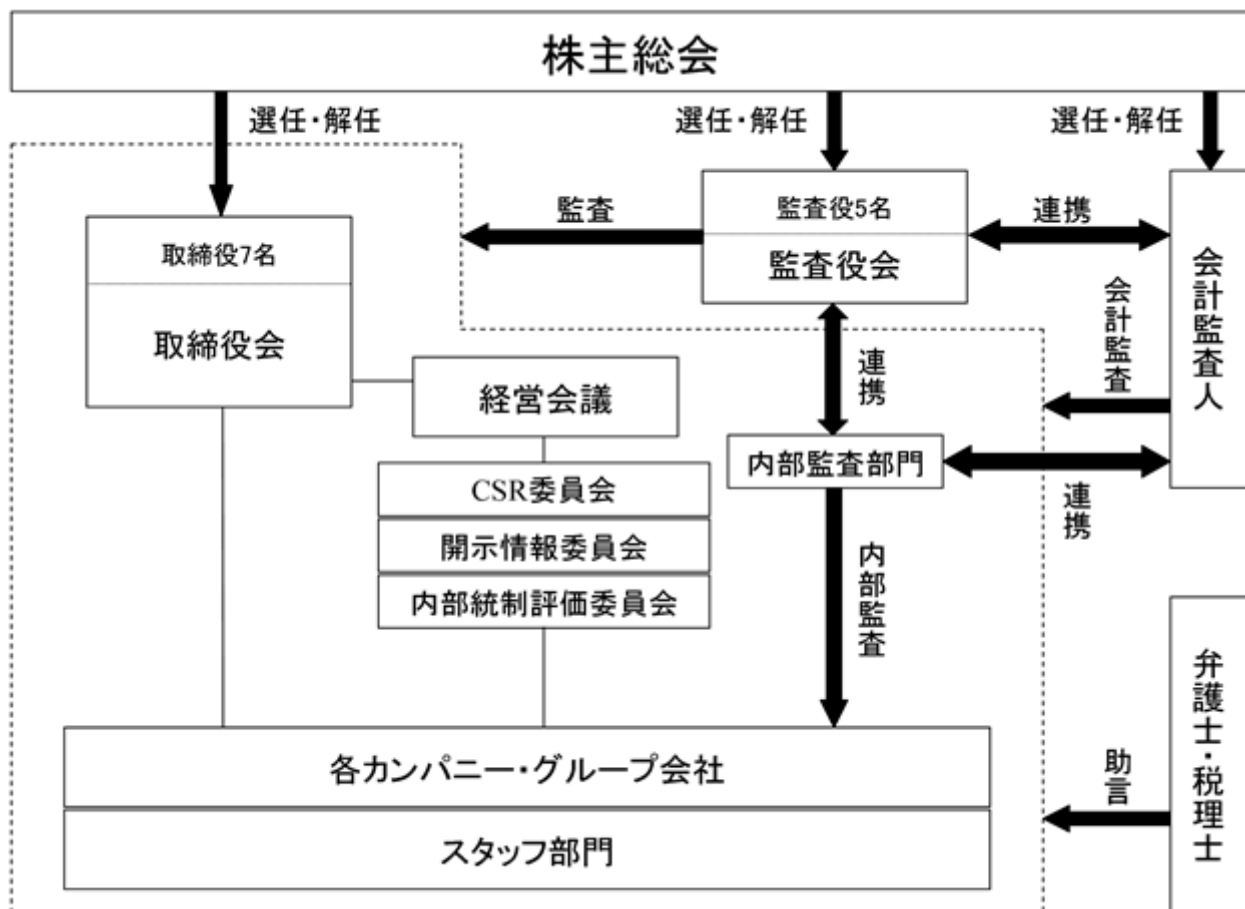 株主総会
選任・解任
選任・解任
選任・解任
監査役5名
監査役会
監査
連携
取締役7名
取締役会
会計監査人
会計監査
経営会議
連携
内部監査部門
連携
CSR委員会
開示情報委員会
内部統制評価委員会
内部監査
各カンパニー・グループ会社
スタッフ部門
助言
弁護士・税理士